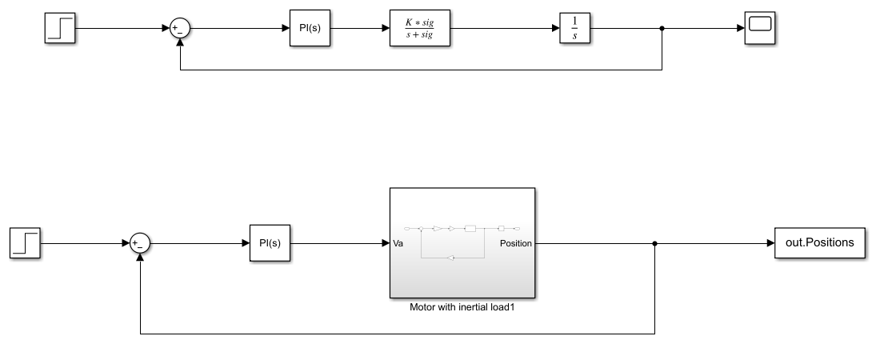 +
−
PI(s)
K * sig
s + sig
1
s
+
−
PI(s)
Va
Position
out.Positions
Motor with inertial load1